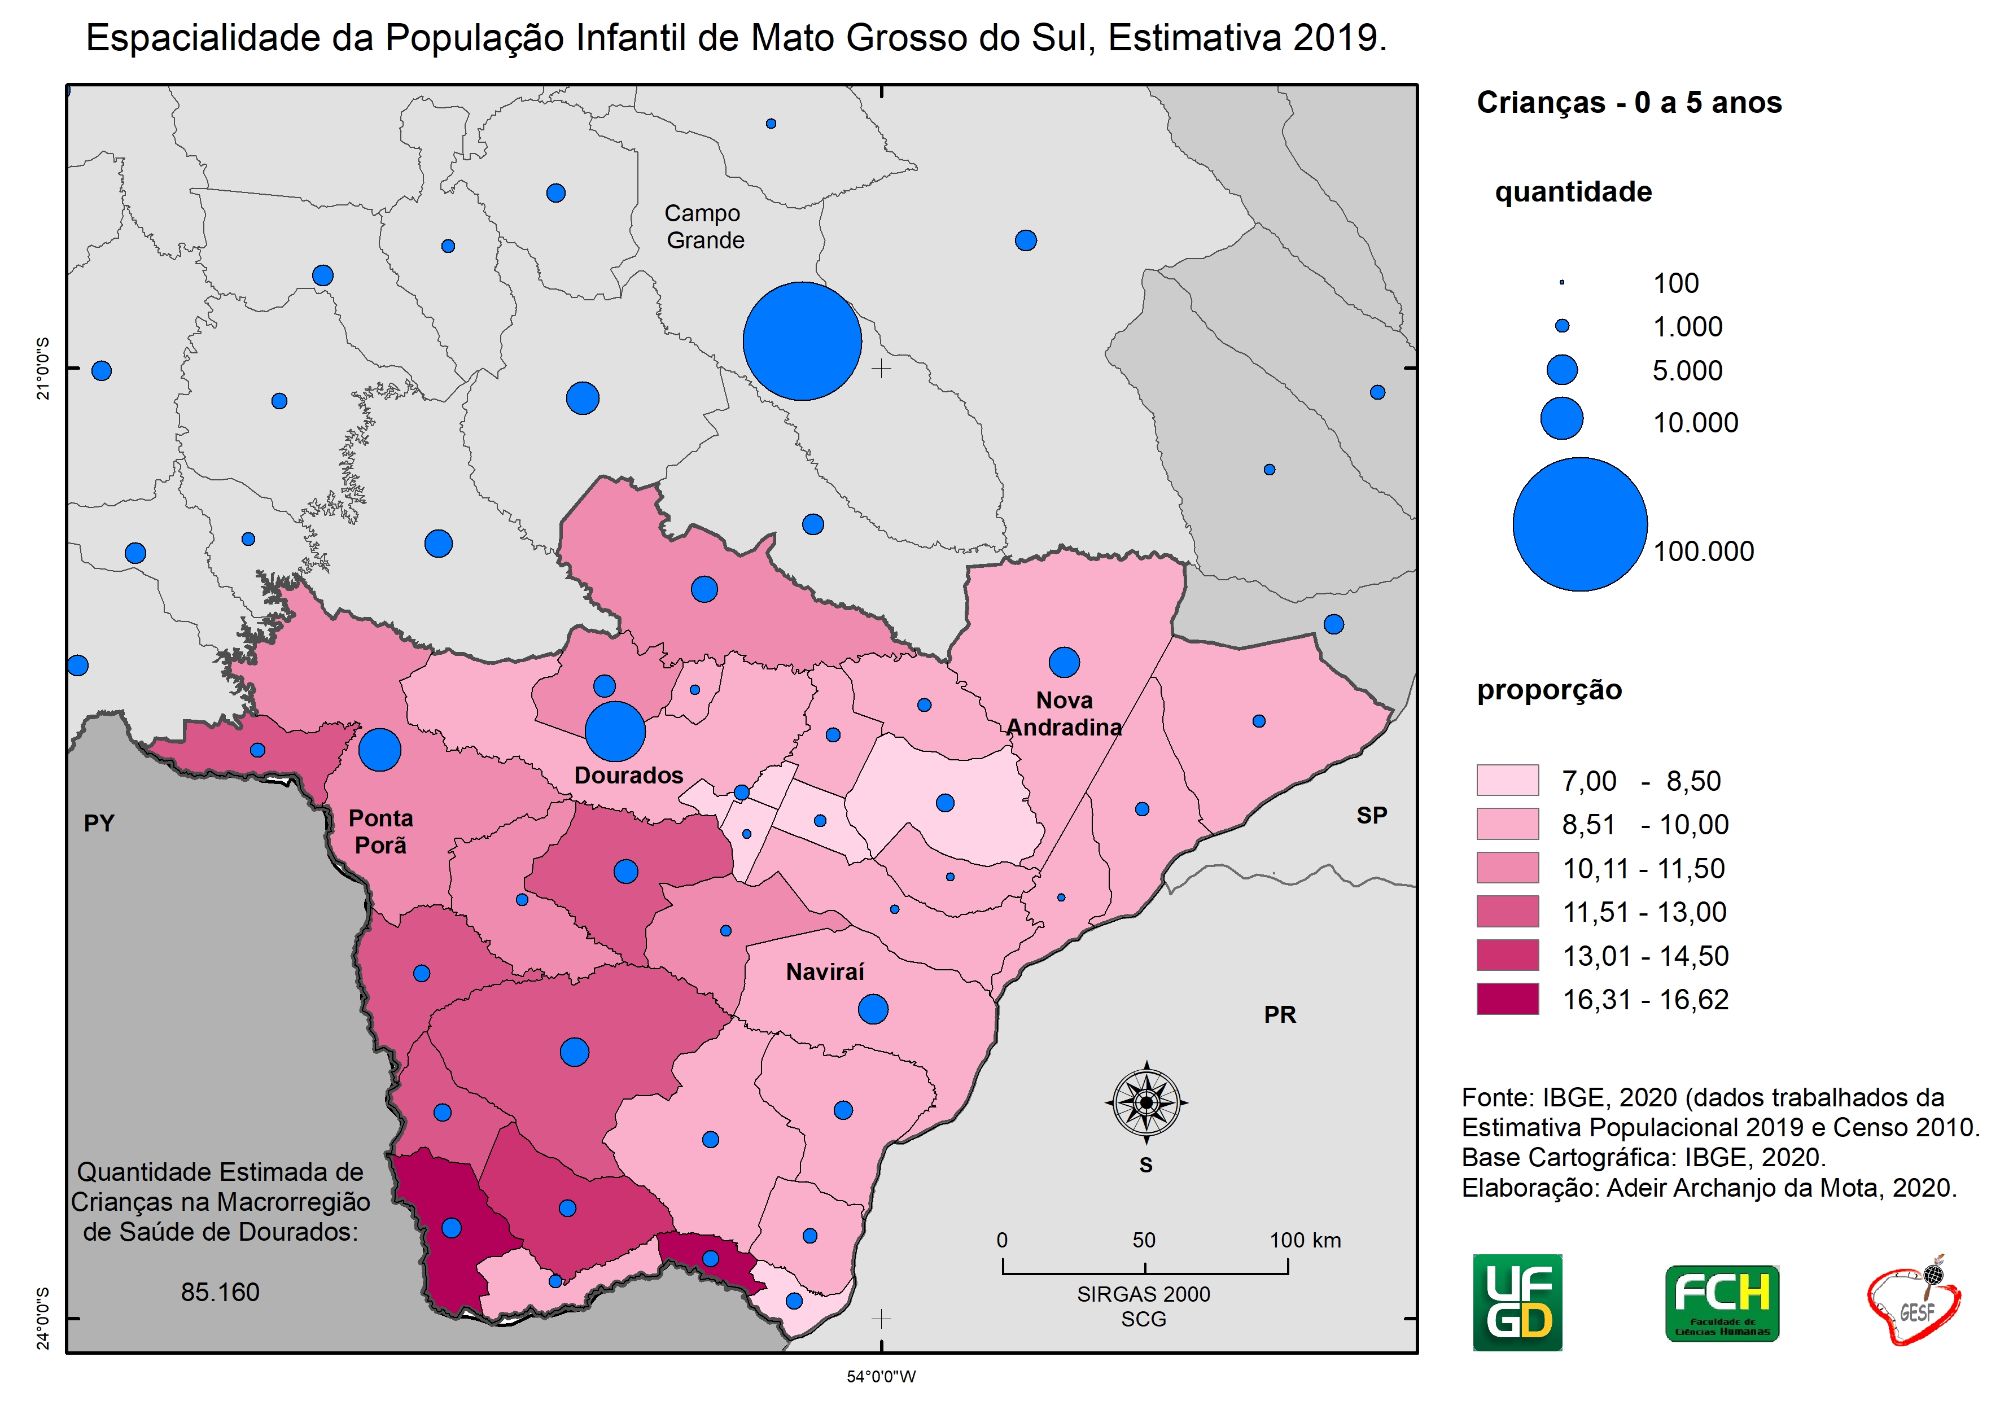 Espacialidade da População Infantil de Mato Grosso do Sul, Estimativa 2019.
Crianças - 0 a 5 anos
quantidade
100
1.000
5.000
10.000
100.000
proporção
7,00 - 8,50
8,51 - 10,00
10,11 - 11,50
11,51 - 13,00
13,01 - 14,50
16,31 - 16,62
Fonte: IBGE, 2020 (dados trabalhados da
Estimativa Populacional 2019 e Censo 2010.
Base Cartográfica: IBGE, 2020.
Elaboração: Adeir Archanjo da Mota, 2020.
UF
GD
FCH
Faculdade de
Ciências Humanas
GESF
Campo
Grande
21°0'0"S
Nova
Andradina
Dourados
Ponta
Porã
PY
SP
Naviraí
PR
S
Quantidade Estimada de
Crianças na Macrorregião
de Saúde de Dourados:
85.160
0 50 100 km
SIRGAS 2000
SCG
24°0'0"S
54°0'0"W